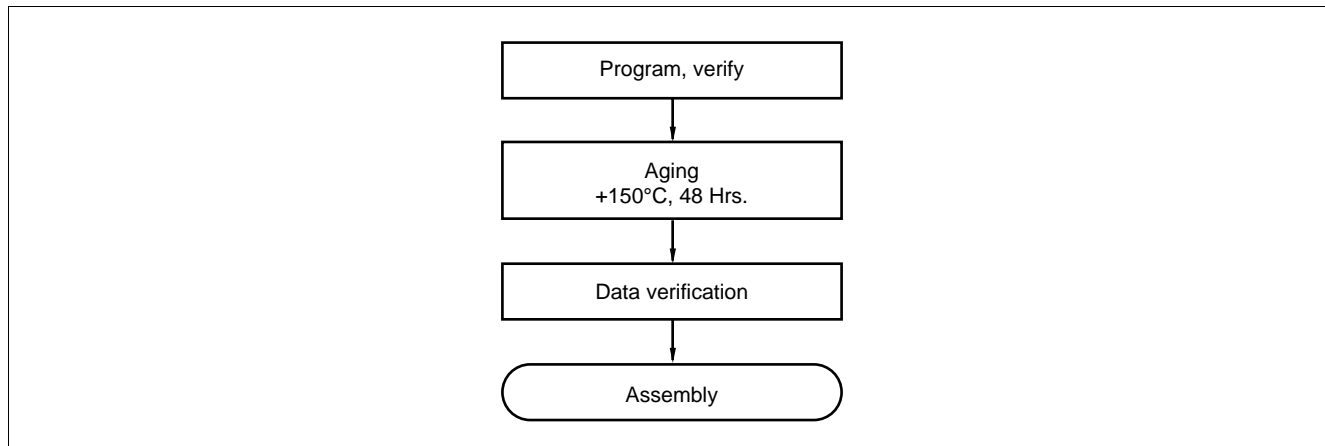 Program, verify
Aging
+150°C, 48 Hrs.
Data verification
Assembly